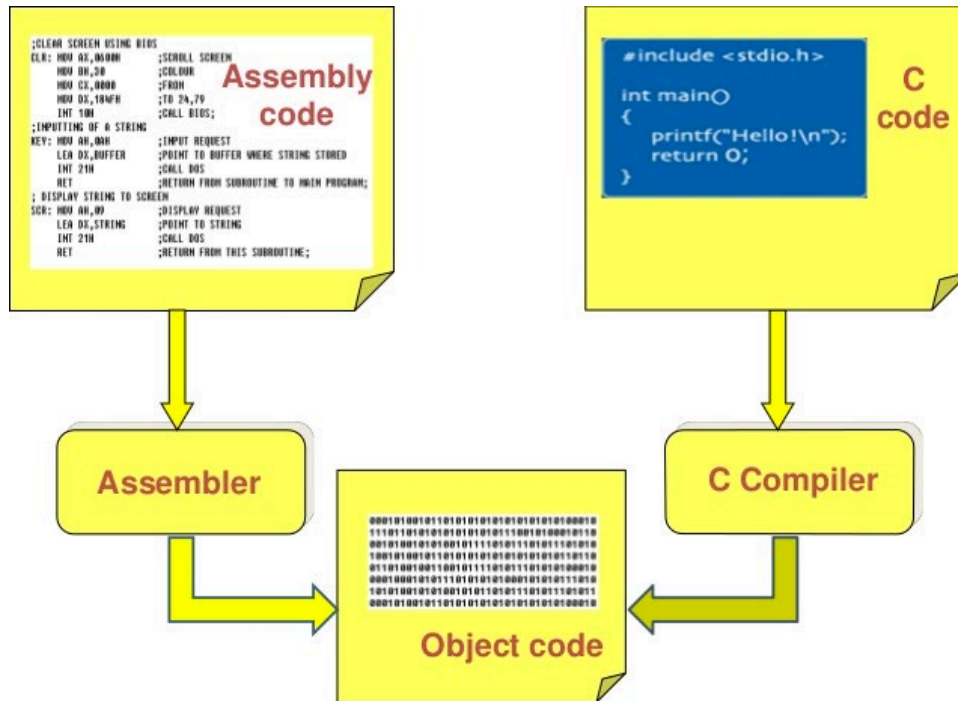 ;CLEAR SCREEN USING BIOS
CLR: MOV AX,0600H ;SCROLL SCREEN
MOV BH,30 ;COLOUR
MOV CX,0000 ;FROM
MOV DX,184FH ;TO 24,79
INT 10H ;CALL BIOS;
;INPUTTING OF A STRING
KEY: MOV AH,0AH ;INPUT REQUEST
LEA DX,BUFFER ;POINT TO BUFFER WHERE STRING STORED
INT 21H ;CALL DOS
RET ;RETURN FROM SUBROUTINE TO MAIN PROGRAM;
; DISPLAY STRING TO SCREEN
SCR: MOV AH,09 ;DISPLAY REQUEST
LEA DX,STRING ;POINT TO STRING
INT 21H ;CALL DOS
RET ;RETURN FROM THIS SUBROUTINE;
Assembly
code
#include <stdio.h>
int main()
{
printf("Hello!\n");
return 0;
}
C
code
Assembler
C Compiler
Object code